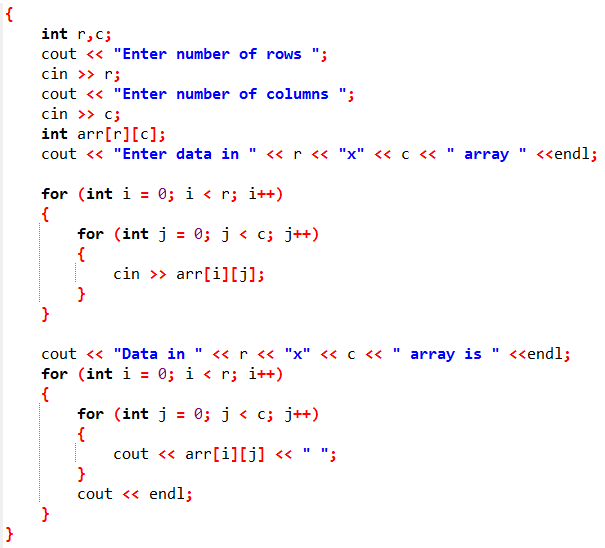 {
    int r,c;
    cout << "Enter number of rows ";
    cin >> r;
    cout << "Enter number of columns ";
    cin >> c;
    int arr[r][c];
    cout << "Enter data in " << r << "x" << c << " array " <<endl;

    for (int i = 0; i < r; i++)
    {
        for (int j = 0; j < c; j++)
        {
            cin >> arr[i][j];
        }
    }

    cout << "Data in " << r << "x" << c << " array is " <<endl;
    for (int i = 0; i < r; i++)
    {
        for (int j = 0; j < c; j++)
        {
            cout << arr[i][j] << " ";
        }
        cout << endl;
    }
}